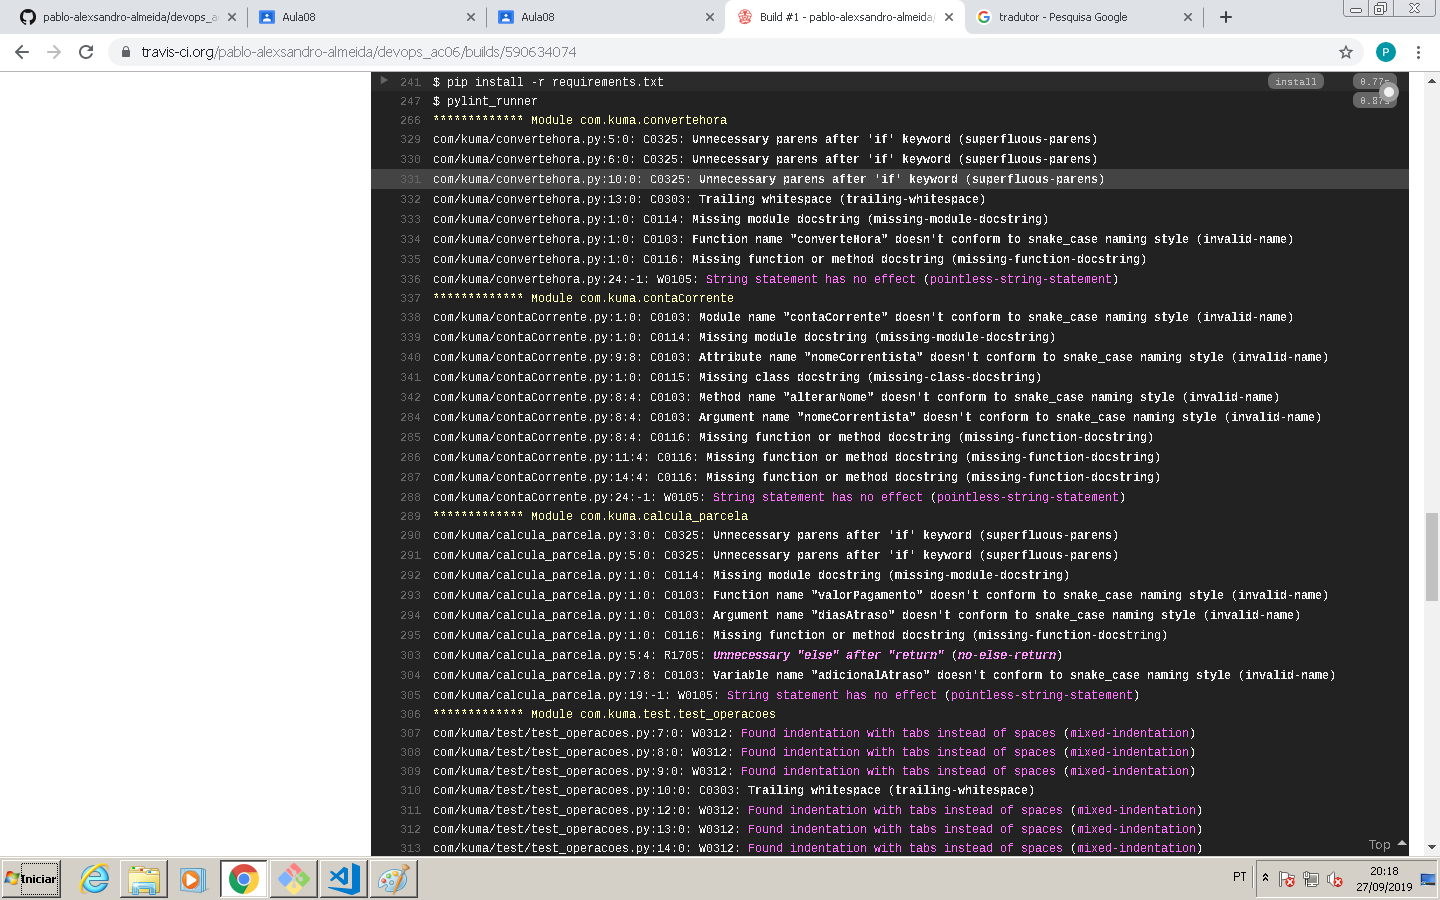 pablo-alexsandro-almeida/devops_a
Aula08
Aula08
Build #1 - pablo-alexsandro-almeida/
tradutor - Pesquisa Google
travis-ci.org/pablo-alexsandro-almeida/devops_ac06/builds/590634074
P
241 $ pip install -r requirements.txt install 0.77s
247 $ pylint_runner 0.87s
266 ************* Module com.kuma.convertehora
329 com/kuma/convertehora.py:5:0: C0325: Unnecessary parens after 'if' keyword (superfluous-parens)
330 com/kuma/convertehora.py:6:0: C0325: Unnecessary parens after 'if' keyword (superfluous-parens)
331 com/kuma/convertehora.py:10:0: C0325: Unnecessary parens after 'if' keyword (superfluous-parens)
332 com/kuma/convertehora.py:13:0: C0303: Trailing whitespace (trailing-whitespace)
333 com/kuma/convertehora.py:1:0: C0114: Missing module docstring (missing-module-docstring)
334 com/kuma/convertehora.py:1:0: C0103: Function name "converteHora" doesn't conform to snake_case naming style (invalid-name)
335 com/kuma/convertehora.py:1:0: C0116: Missing function or method docstring (missing-function-docstring)
336 com/kuma/convertehora.py:24:-1: W0105: String statement has no effect (pointless-string-statement)
337 ************* Module com.kuma.contaCorrente
338 com/kuma/contaCorrente.py:1:0: C0103: Module name "contaCorrente" doesn't conform to snake_case naming style (invalid-name)
339 com/kuma/contaCorrente.py:1:0: C0114: Missing module docstring (missing-module-docstring)
340 com/kuma/contaCorrente.py:9:8: C0103: Attribute name "nomeCorrentista" doesn't conform to snake_case naming style (invalid-name)
341 com/kuma/contaCorrente.py:1:0: C0115: Missing class docstring (missing-class-docstring)
342 com/kuma/contaCorrente.py:8:4: C0103: Method name "alterarNome" doesn't conform to snake_case naming style (invalid-name)
284 com/kuma/contaCorrente.py:8:4: C0103: Argument name "nomeCorrentista" doesn't conform to snake_case naming style (invalid-name)
285 com/kuma/contaCorrente.py:8:4: C0116: Missing function or method docstring (missing-function-docstring)
286 com/kuma/contaCorrente.py:11:4: C0116: Missing function or method docstring (missing-function-docstring)
287 com/kuma/contaCorrente.py:14:4: C0116: Missing function or method docstring (missing-function-docstring)
288 com/kuma/contaCorrente.py:24:-1: W0105: String statement has no effect (pointless-string-statement)
289 ************* Module com.kuma.calcula_parcela
290 com/kuma/calcula_parcela.py:3:0: C0325: Unnecessary parens after 'if' keyword (superfluous-parens)
291 com/kuma/calcula_parcela.py:5:0: C0325: Unnecessary parens after 'if' keyword (superfluous-parens)
292 com/kuma/calcula_parcela.py:1:0: C0114: Missing module docstring (missing-module-docstring)
293 com/kuma/calcula_parcela.py:1:0: C0103: Function name "valorPagamento" doesn't conform to snake_case naming style (invalid-name)
294 com/kuma/calcula_parcela.py:1:0: C0103: Argument name "diasAtraso" doesn't conform to snake_case naming style (invalid-name)
295 com/kuma/calcula_parcela.py:1:0: C0116: Missing function or method docstring (missing-function-docstring)
303 com/kuma/calcula_parcela.py:5:4: R1705: Unnecessary "else" after "return" (no-else-return)
304 com/kuma/calcula_parcela.py:7:8: C0103: Variable name "adicionalAtraso" doesn't conform to snake_case naming style (invalid-name)
305 com/kuma/calcula_parcela.py:19:-1: W0105: String statement has no effect (pointless-string-statement)
306 ************* Module com.kuma.test.test_operacoes
307 com/kuma/test/test_operacoes.py:7:0: W0312: Found indentation with tabs instead of spaces (mixed-indentation)
308 com/kuma/test/test_operacoes.py:8:0: W0312: Found indentation with tabs instead of spaces (mixed-indentation)
309 com/kuma/test/test_operacoes.py:9:0: W0312: Found indentation with tabs instead of spaces (mixed-indentation)
310 com/kuma/test/test_operacoes.py:10:0: C0303: Trailing whitespace (trailing-whitespace)
311 com/kuma/test/test_operacoes.py:12:0: W0312: Found indentation with tabs instead of spaces (mixed-indentation)
312 com/kuma/test/test_operacoes.py:13:0: W0312: Found indentation with tabs instead of spaces (mixed-indentation)
313 com/kuma/test/test_operacoes.py:14:0: W0312: Found indentation with tabs instead of spaces (mixed-indentation)
Top
Iniciar
PT
20:18
27/09/2019